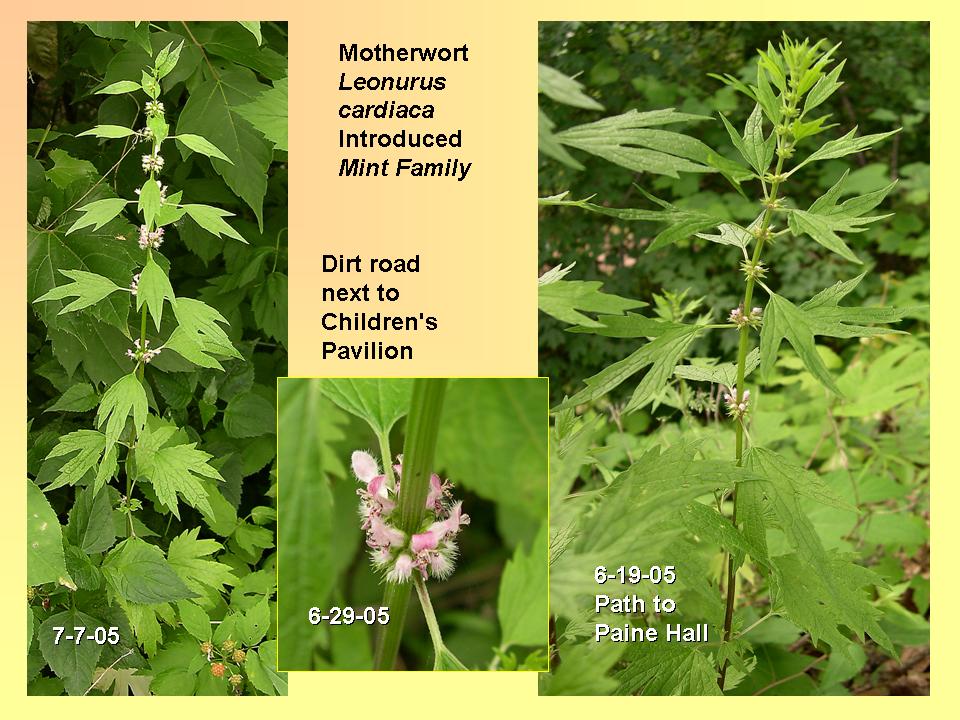 Motherwort
Leonurus
cardiaca
Introduced
Mint Family
Dirt road
next to
Children's
Pavilion
7-7-05
6-29-05
6-19-05
Path to
Paine Hall